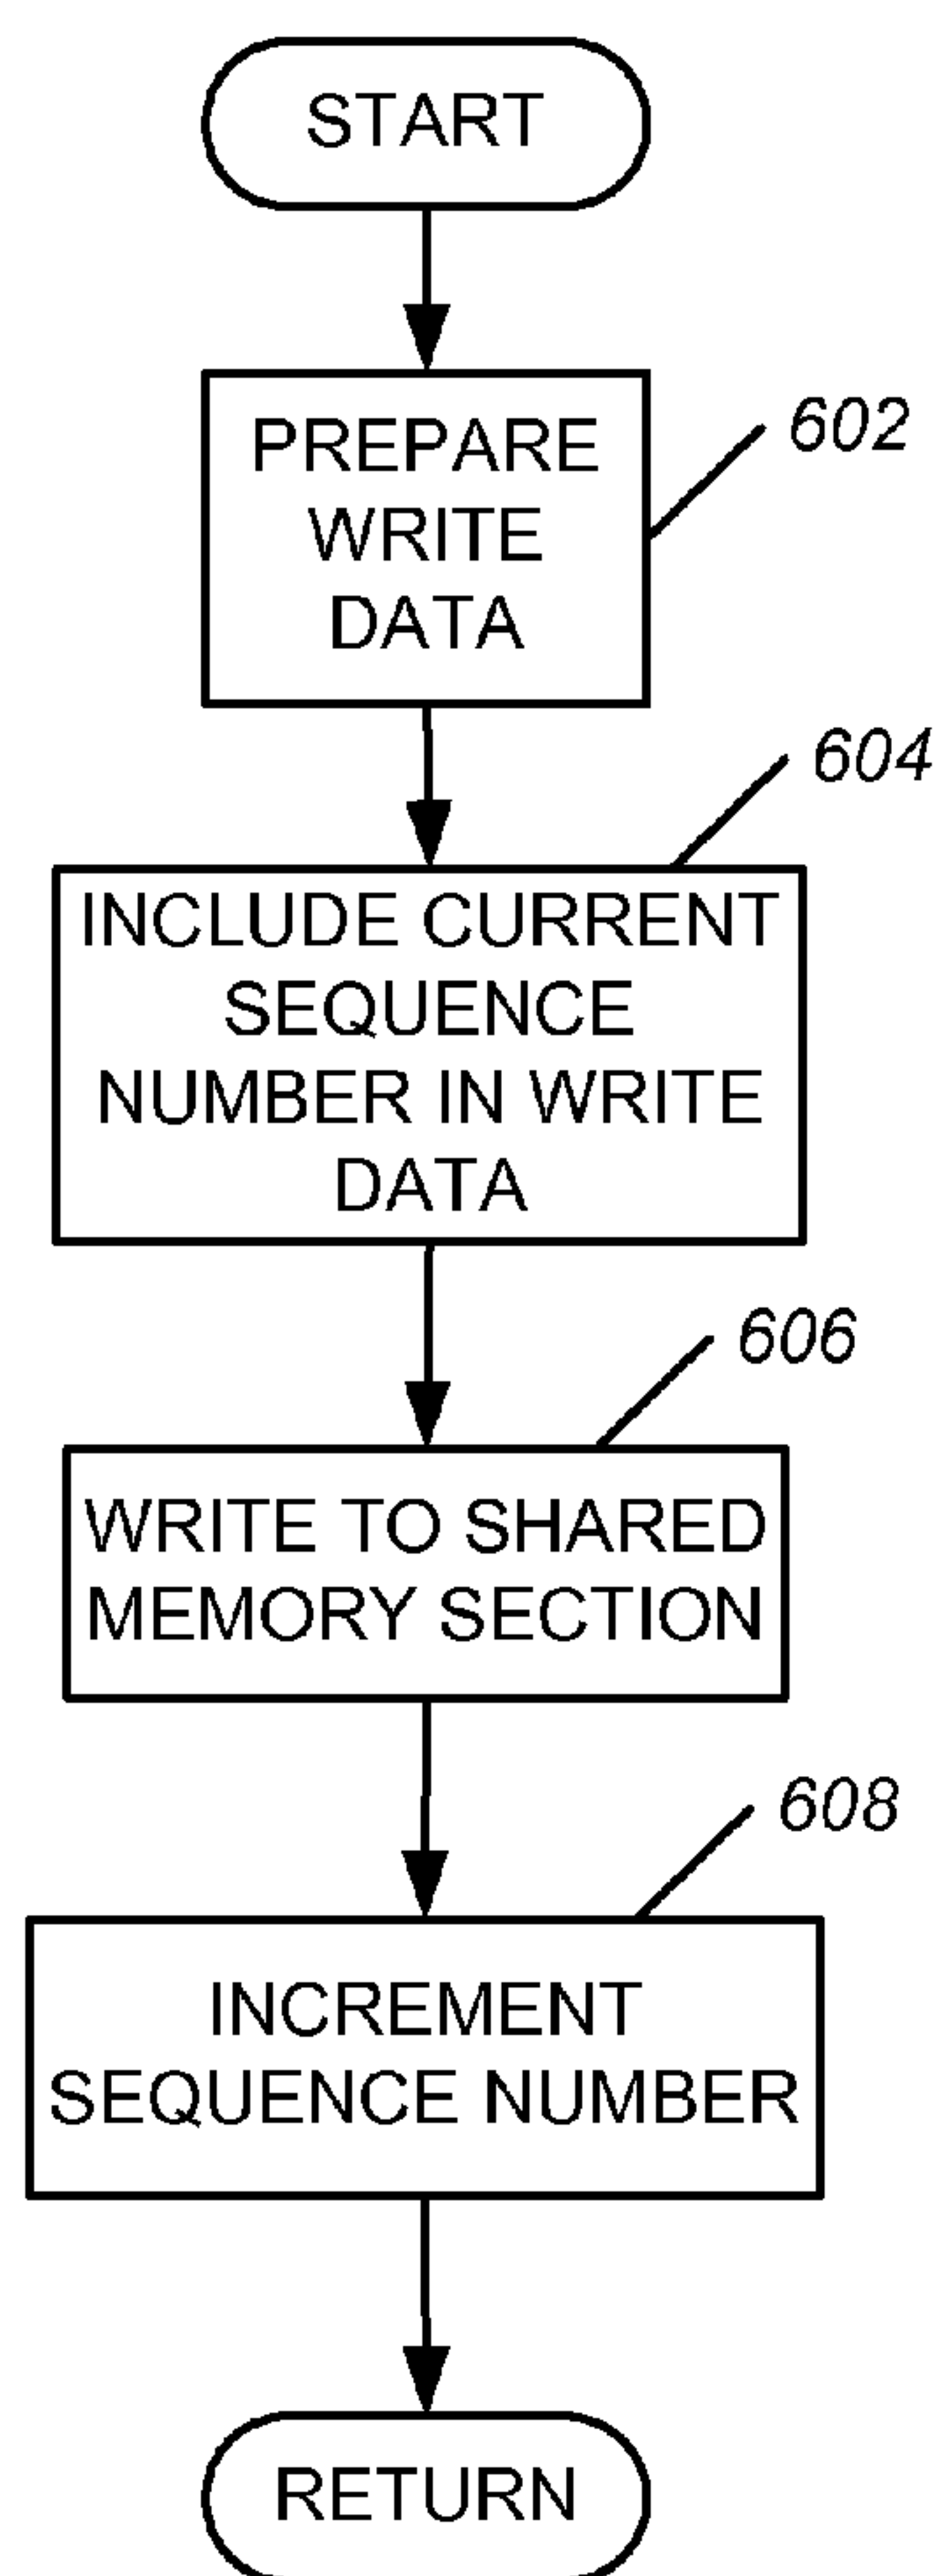 START
PREPARE
WRITE
DATA
602
604
INCLUDE CURRENT
SEQUENCE
NUMBER IN WRITE
DATA
606
WRITE TO SHARED
MEMORY SECTION
608
INCREMENT
SEQUENCE NUMBER
RETURN